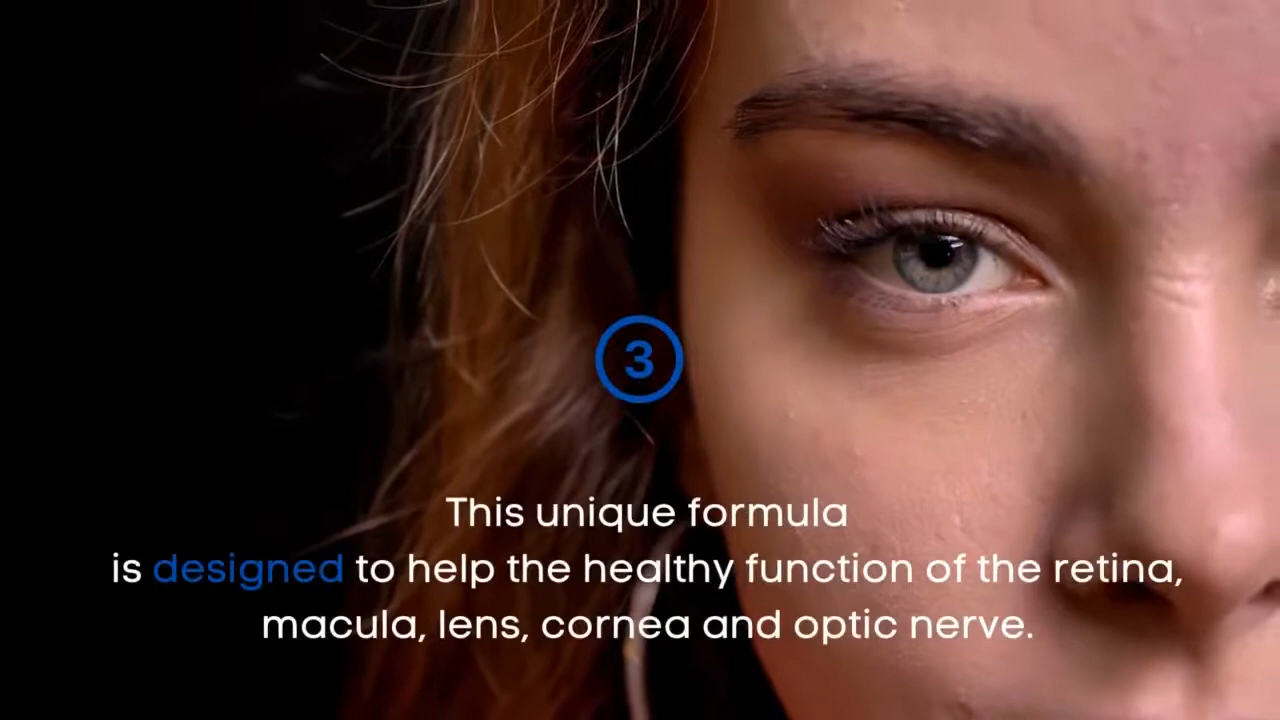 3
This unique formula
is designed to help the healthy function of the retina,
macula, lens, cornea and optic nerve.